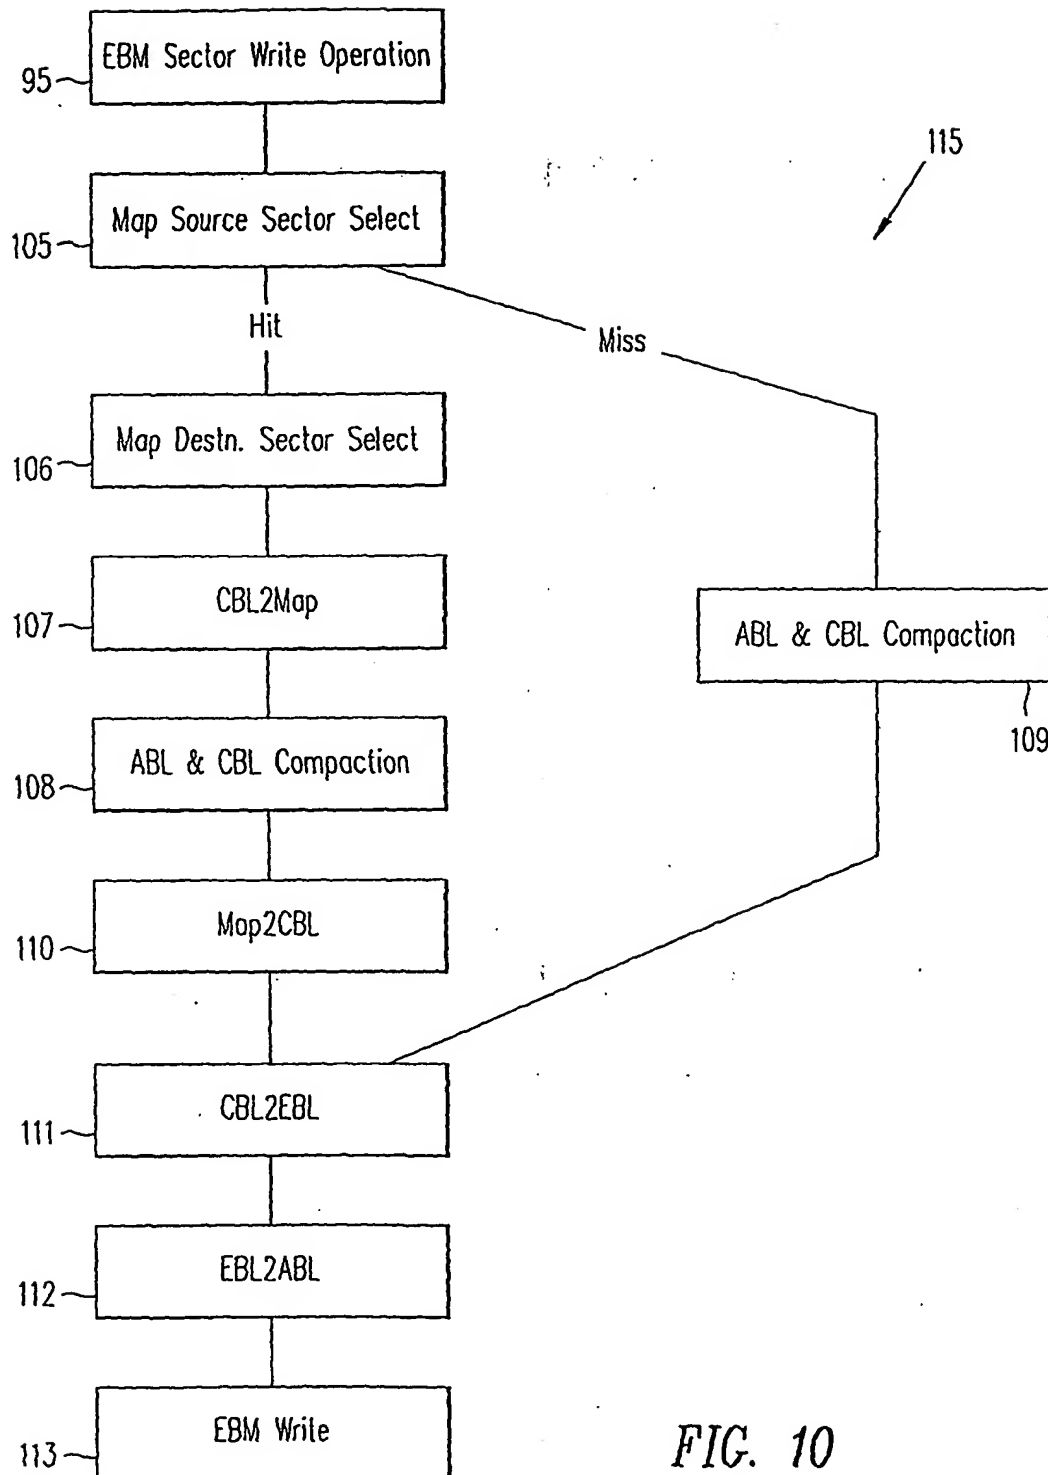 EBM Sector Write Operation
95
115
Map Source Sector Select
105
Hit
Miss
Map Destn. Sector Select
106
CBL2Map
107
ABL & CBL Compaction
109
ABL & CBL Compaction
108
Map2CBL
110
CBL2EBL
111
EBL2ABL
112
EBM Write
113
FIG. 10